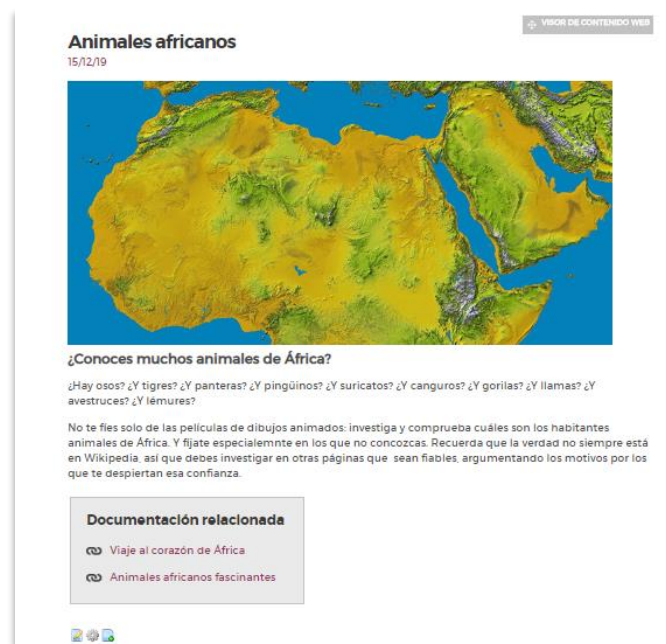 VISOR DE CONTENIDO WEB
Animales africanos
15/12/19
¿Conoces muchos animales de África?
¿Hay osos? ¿Y tigres? ¿Y panteras? ¿Y pingüinos? ¿Y suricatos? ¿Y canguros? ¿Y gorilas? ¿Y llamas? ¿Y
avestruces? ¿Y lémures?
No te fíes solo de las películas de dibujos animados: investiga y comprueba cuáles son los habitantes
animales de África. Y fíjate especialemnte en los que no concozcas. Recuerda que la verdad no siempre está
en Wikipedia, así que debes investigar en otras páginas que sean fiables, argumentando los motivos por los
que te despiertan esa confianza.
Documentación relacionada
Viaje al corazón de África
Animales africanos fascinantes